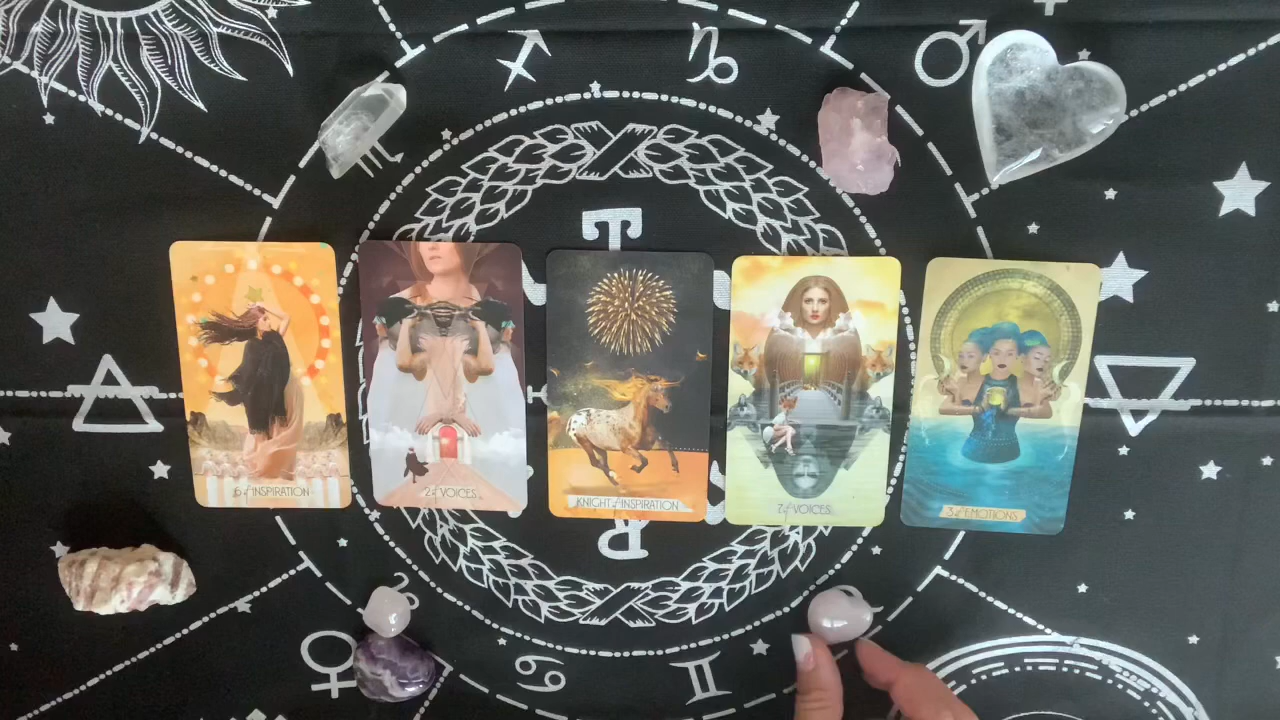 T
6 of INSPIRATION
2 of VOICES
KNIGHT of INSPIRATION
7 of VOICES
3 of EMOTIONS
R